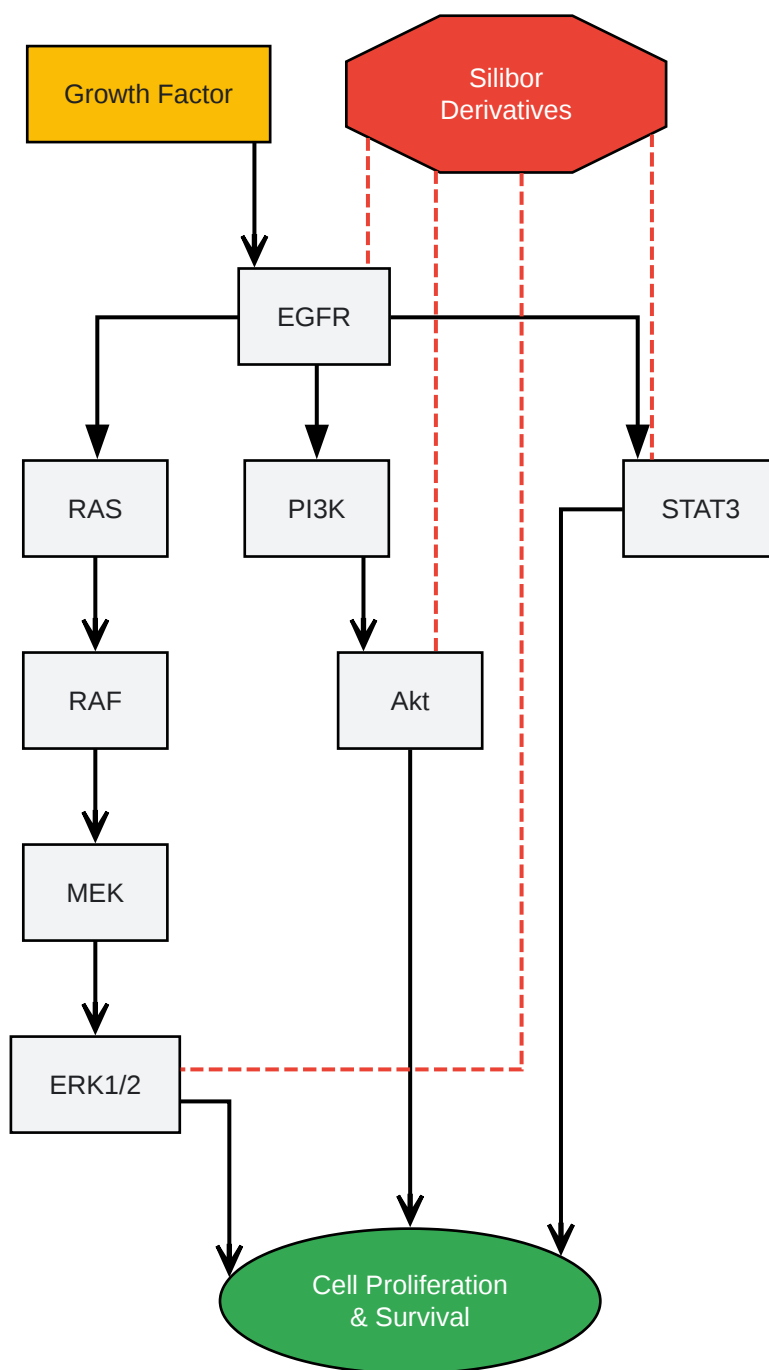 Growth Factor
Silibor
Derivatives
EGFR
RAS
PI3K
STAT3
RAF
Akt
MEK
ERK1/2
Cell Proliferation
& Survival